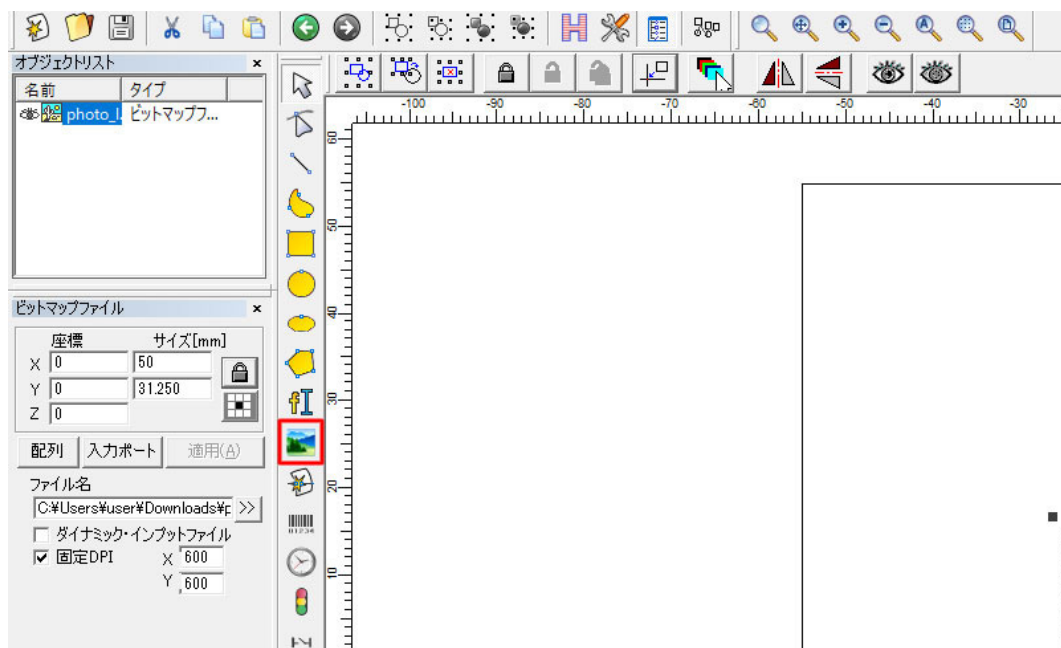 オブジェクトリスト
名前 タイプ
photo_l. ビットマップフ...
-100 -90 -80 -70 -60 -50 -40 -30
60
50
40
30
20
10
ビットマップファイル
座標 サイズ[mm]
X 0 50
Y 0 31.250
Z 0
配列 入力ポート 適用(A)
ファイル名
C:¥Users¥user¥Downloads¥p >>
ダイナミック・インプットファイル
固定DPI X 600
Y 600